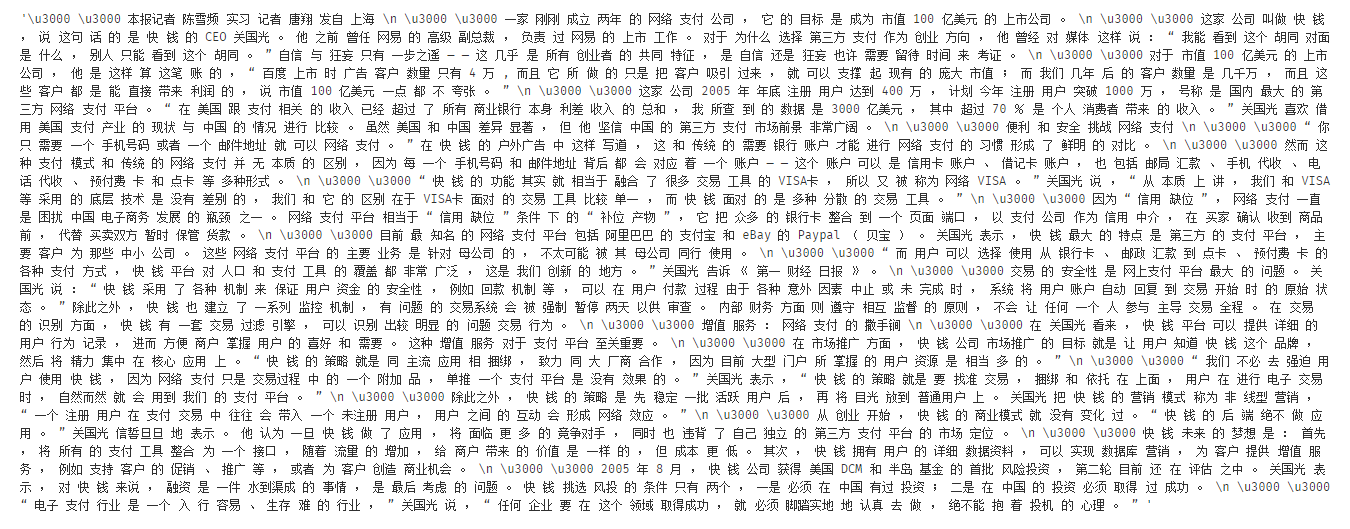 '\u3000 \u3000 本报记者 陈雪频 实习 记者 唐翔 发自 上海 \n \u3000 \u3000 一家 刚刚 成立 两年 的 网络 支付 公司 ， 它 的 目标 是 成为 市值 100 亿美元 的 上市公司 。 \n \u3000 \u3000 这家 公司 叫做 快 钱
， 说 这句 话 的 是 快 钱 的 CEO 关国光 。 他 之前 曾任 网易 的 高级 副总裁 ， 负责 过 网易 的 上市 工作 。 对于 为什么 选择 第三方 支付 作为 创业 方向 ， 他 曾经 对 媒体 这样 说 ： “ 我能 看到 这个 胡同 对面
是 什么 ， 别人 只能 看到 这个 胡同 。 ” 自信 与 狂妄 只有 一步之遥 — — 这 几乎 是 所有 创业者 的 共同 特征 ， 是 自信 还是 狂妄 也许 需要 留待 时间 来 考证 。 \n \u3000 \u3000 对于 市值 100 亿美元 的 上市
公司 ， 他 是 这样 算 这笔 账 的 ， “ 百度 上市 时 广告 客户 数量 只有 4 万 , 而且 它 所 做 的 只是 把 客户 吸引 过来 ， 就 可以 支撑 起 现有 的 庞大 市值 ； 而 我们 几年 后 的 客户 数量 是 几千万 ， 而且 这
些 客户 都 是 能 直接 带来 利润 的 ， 说 市值 100 亿美元 一点 都 不 夸张 。 ” \n \u3000 \u3000 这家 公司 2005 年 年底 注册 用户 达到 400 万 ， 计划 今年 注册 用户 突破 1000 万 ， 号称 是 国内 最大 的 第
三方 网络 支付 平台 。 “ 在 美国 跟 支付 相关 的 收入 已经 超过 了 所有 商业银行 本身 利差 收入 的 总和 ， 我所 查到 的 数据 是 3000 亿美元 ， 其中 超过 70 % 是 个人 消费者 带来 的 收入 。 ” 关国光 喜欢 借
用 美国 支付 产业 的 现状 与 中国 的 情况 进行 比较 。 虽然 美国 和 中国 差异 显著 ， 但 他 坚信 中国 的 第三方 支付 市场前景 非常广阔 。 \n \u3000 \u3000 便利 和 安全 挑战 网络 支付 \n \u3000 \u3000 “ 你
只 需要 一个 手机号码 或者 一个 邮件地址 就 可以 网络 支付 。 ” 在 快 钱 的 户外广告 中 这样 写道 ， 这 和 传统 的 需要 银行 账户 才能 进行 网络 支付 的 习惯 形成 了 鲜明 的 对比 。 \n \u3000 \u3000 然而 这
种 支付 模式 和 传统 的 网络 支付 并 无 本质 的 区别 ， 因为 每 一个 手机号码 和 邮件地址 背后 都 会 对应 着 一个 账户 — — 这个 账户 可以 是 信用卡 账户 、 借记卡 账户 ， 也 包括 邮局 汇款 、 手机 代收 、 电
话 代收 、 预付费 卡 和 点卡 等 多种形式 。 \n \u3000 \u3000 “ 快 钱 的 功能 其实 就 相当于 融合 了 很多 交易 工具 的 VISA卡 ， 所以 又 被 称为 网络 VISA 。 ” 关国光 说 ， “ 从 本质 上 讲 ， 我们 和 VISA
等 采用 的 底层 技术 是 没有 差别 的 ， 我们 和 它 的 区别 在于 VISA卡 面对 的 交易 工具 比较 单一 ， 而 快 钱 面对 的 是 多种 分散 的 交易 工具 。 ” \n \u3000 \u3000 因为 “ 信用 缺位 ” ， 网络 支付 一直
是 困扰 中国 电子商务 发展 的 瓶颈 之一 。 网络 支付 平台 相当于 “ 信用 缺位 ” 条件 下 的 “ 补位 产物 ” ， 它 把 众多 的 银行卡 整合 到 一个 页面 端口 ， 以 支付 公司 作为 信用 中介 ， 在 买家 确认 收到 商品
前 ， 代替 买卖双方 暂时 保管 货款 。 \n \u3000 \u3000 目前 最 知名 的 网络 支付 平台 包括 阿里巴巴 的 支付宝 和 eBay 的 Paypal （ 贝宝 ） 。 关国光 表示 ， 快 钱 最大 的 特点 是 第三方 的 支付 平台 ， 主
要 客户 为 那些 中小 公司 。 这些 网络 支付 平台 的 主要 业务 是 针对 母公司 的 ， 不太可能 被 其 母公司 同行 使用 。 \n \u3000 \u3000 “ 而 用户 可以 选择 使用 从 银行卡 、 邮政 汇款 到 点卡 、 预付费 卡 的
各种 支付 方式 ， 快 钱 平台 对 人口 和 支付 工具 的 覆盖 都 非常 广泛 ， 这是 我们 创新 的 地方 。 ” 关国光 告诉 《 第一 财经 日报 》 。 \n \u3000 \u3000 交易 的 安全性 是 网上支付 平台 最大 的 问题 。 关
国光 说 ： “ 快 钱 采用 了 各种 机制 来 保证 用户 资金 的 安全性 ， 例如 回款 机制 等 ， 可以 在 用户 付款 过程 由于 各种 意外 因素 中止 或 未 完成 时 ， 系统 将 用户 账户 自动 回复 到 交易 开始 时 的 原始 状
态 。 ” 除此之外 ， 快 钱 也 建立 了 一系列 监控 机制 ， 有 问题 的 交易系统 会 被 强制 暂停 两天 以供 审查 。 内部 财务 方面 则 遵守 相互 监督 的 原则 ， 不会 让 任何 一个 人 参与 主导 交易 全程 。 在 交易
的 识别 方面 ， 快 钱 有 一套 交易 过滤 引擎 ， 可以 识别 出较 明显 的 问题 交易 行为 。 \n \u3000 \u3000 增值 服务 ： 网络 支付 的 撒手锏 \n \u3000 \u3000 在 关国光 看来 ， 快 钱 平台 可以 提供 详细 的
用户 行为 记录 ， 进而 方便 商户 掌握 用户 的 喜好 和 需要 。 这种 增值 服务 对于 支付 平台 至关重要 。 \n \u3000 \u3000 在 市场推广 方面 ， 快 钱 公司 市场推广 的 目标 就是 让 用户 知道 快 钱 这个 品牌 ，
然后 将 精力 集中 在 核心 应用 上 。 “ 快 钱 的 策略 就是 同 主流 应用 相 捆绑 ， 致力 同 大 厂商 合作 ， 因为 目前 大型 门户 所 掌握 的 用户 资源 是 相当 多 的 。 ” \n \u3000 \u3000 “ 我们 不必 去 强迫 用
户 使用 快 钱 ， 因为 网络 支付 只是 交易过程 中 的 一个 附加 品 ， 单推 一个 支付 平台 是 没有 效果 的 。 ” 关国光 表示 ， “ 快 钱 的 策略 就是 要 找准 交易 ， 捆绑 和 依托 在 上面 ， 用户 在 进行 电子 交易
时 ， 自然而然 就 会 用到 我们 的 支付 平台 。 ” \n \u3000 \u3000 除此之外 ， 快 钱 的 策略 是 先 稳定 一批 活跃 用户 后 ， 再 将 目光 放到 普通用户 上 。 关国光 把 快 钱 的 营销 模式 称为 非 线型 营销 ，
“ 一个 注册 用户 在 支付 交易 中 往往 会 带入 一个 未注册 用户 ， 用户 之间 的 互动 会 形成 网络 效应 。 ” \n \u3000 \u3000 从 创业 开始 ， 快 钱 的 商业模式 就 没有 变化 过 。 “ 快 钱 的 后 端 绝不 做 应
用 。 ” 关国光 信誓旦旦 地 表示 。 他 认为 一旦 快 钱 做 了 应用 ， 将 面临 更 多 的 竞争对手 ， 同时 也 违背 了 自己 独立 的 第三方 支付 平台 的 市场 定位 。 \n \u3000 \u3000 快 钱 未来 的 梦想 是 ： 首先
， 将 所有 的 支付 工具 整合 为 一个 接口 ， 随着 流量 的 增加 ， 给 商户 带来 的 价值 是 一样 的 ， 但 成本 更 低 。 其次 ， 快 钱 拥有 用户 的 详细 数据资料 ， 可以 实现 数据库 营销 ， 为 客户 提供 增值 服
务 ， 例如 支持 客户 的 促销 、 推广 等 ， 或者 为 客户 创造 商业机会 。 \n \u3000 \u3000 2005 年 8 月 ， 快 钱 公司 获得 美国 DCM 和 半岛 基金 的 首批 风险投资 ， 第二轮 目前 还 在 评估 之中 。 关国光 表
示 ， 对 快 钱 来说 ， 融资 是 一件 水到渠成 的 事情 ， 是 最后 考虑 的 问题 。 快 钱 挑选 风投 的 条件 只有 两个 ， 一是 必须 在 中国 有过 投资 ； 二是 在 中国 的 投资 必须 取得 过 成功 。 \n \u3000 \u3000
“ 电子 支付 行业 是 一个 入 行 容易 、 生存 难 的 行业 ， ” 关国光 说 ， “ 任何 企业 要 在 这个 领域 取得成功 ， 就 必须 脚踏实地 地 认真 去 做 ， 绝不能 抱 着 投机 的 心理 。 ” '